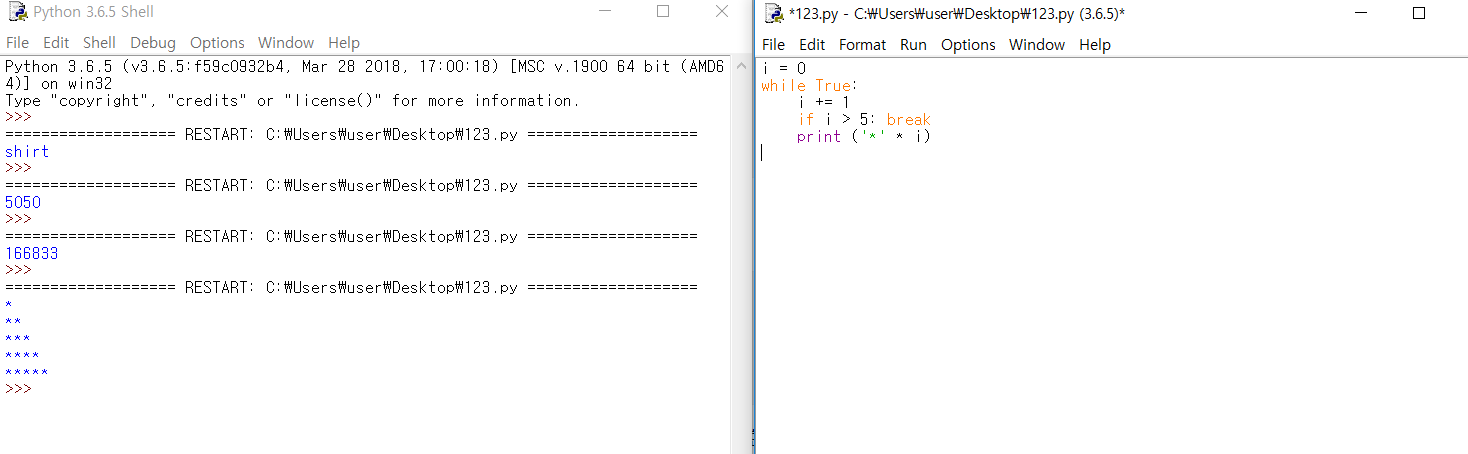 Python 3.6.5 Shell
File Edit Shell Debug Options Window Help
Python 3.6.5 (v3.6.5:f59c0932b4, Mar 28 2018, 17:00:18) [MSC v.1900 64 bit (AMD6
4)] on win32
Type "copyright", "credits" or "license()" for more information.
>>>
=================== RESTART: C:₩Users₩user₩Desktop₩123.py ===================
shirt
>>>
=================== RESTART: C:₩Users₩user₩Desktop₩123.py ===================
5050
>>>
=================== RESTART: C:₩Users₩user₩Desktop₩123.py ===================
166833
>>>
=================== RESTART: C:₩Users₩user₩Desktop₩123.py ===================
*
**
***
****
*****
>>>
*123.py - C:₩Users₩user₩Desktop₩123.py (3.6.5)*
File Edit Format Run Options Window Help
i = 0
while True:
    i += 1
    if i > 5: break
    print ('*' * i)